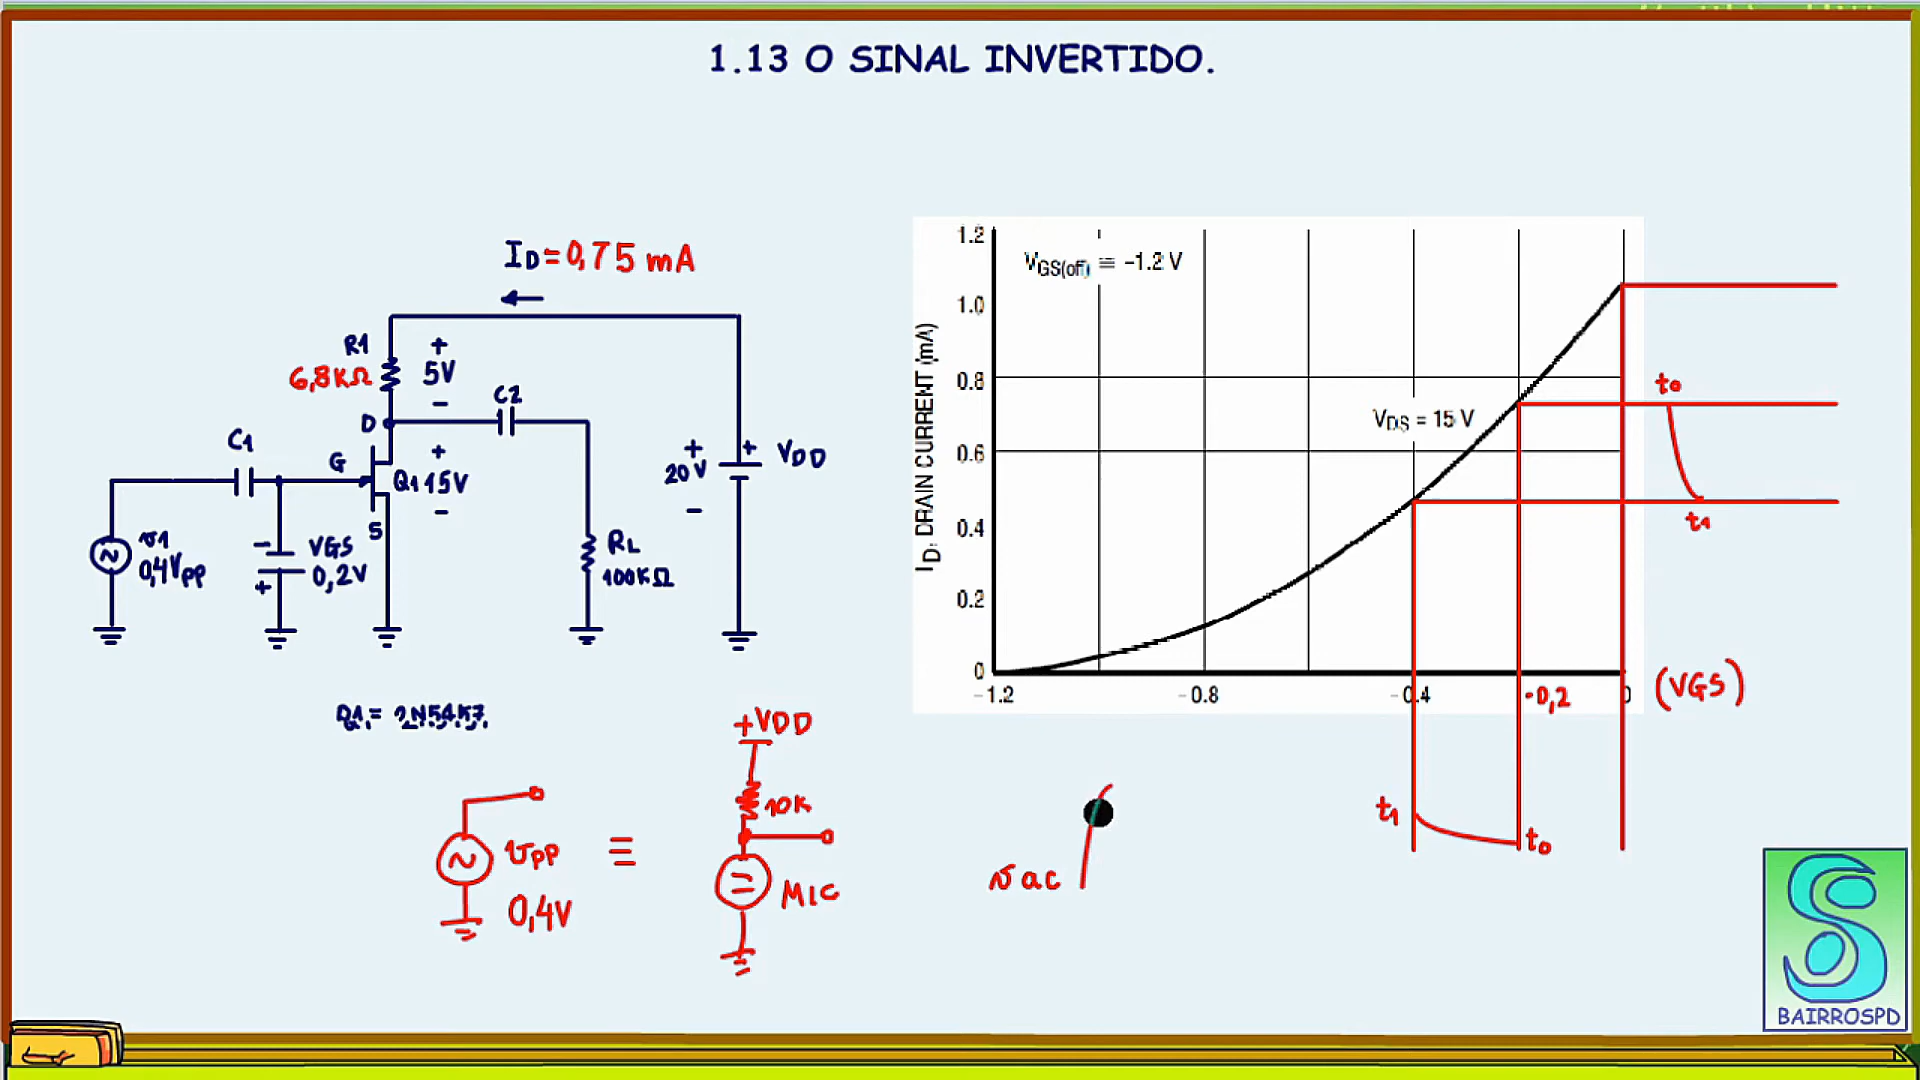 1.13 O SINAL INVERTIDO.
ID=0,75 mA
R1
6,8KΩ
+
5V
-
C2
D
C1
G
+
Q1 15V
-
S
+
20V
-
+
VDD
v1
0,4Vpp
-
VGS
+
0,2V
RL
100KΩ
Q1= 2N5457.
+VDD
10K
vpp
≡
0,4V
MIC
vac
1.2
1.0
0.8
0.6
0.4
0.2
0
ID, DRAIN CURRENT (mA)
VGS(off) ≅ -1.2 V
VDS = 15 V
-1.2
-0.8
-0.4
-0,2
0
(VGS)
t0
t1
t1
t0
BAIRROSPD